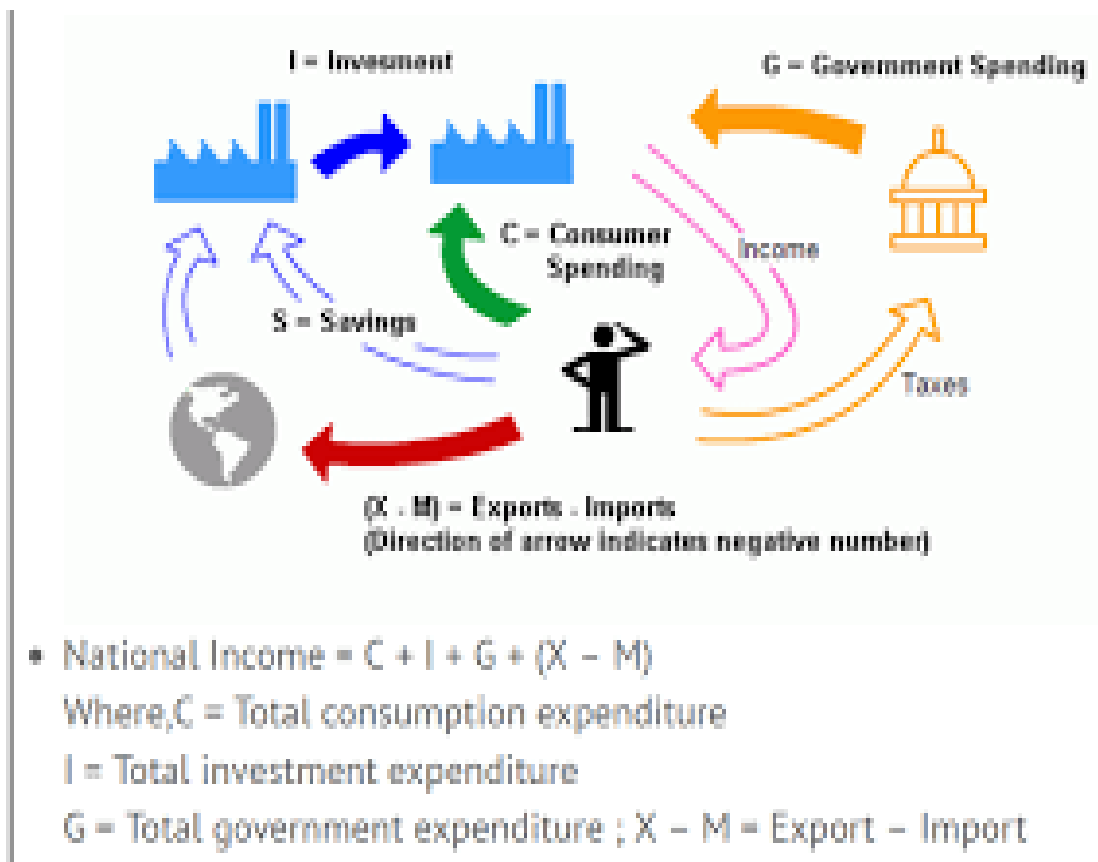 I = Invesment
G = Government Spending
C = Consumer
Spending
Income
S = Savings
Taxes
(X - M) = Exports - Imports
(Direction of arrow indicates negative number)
• National Income = C + I + G + (X – M)
Where,C = Total consumption expenditure
I = Total investment expenditure
G = Total government expenditure ; X – M = Export – Import